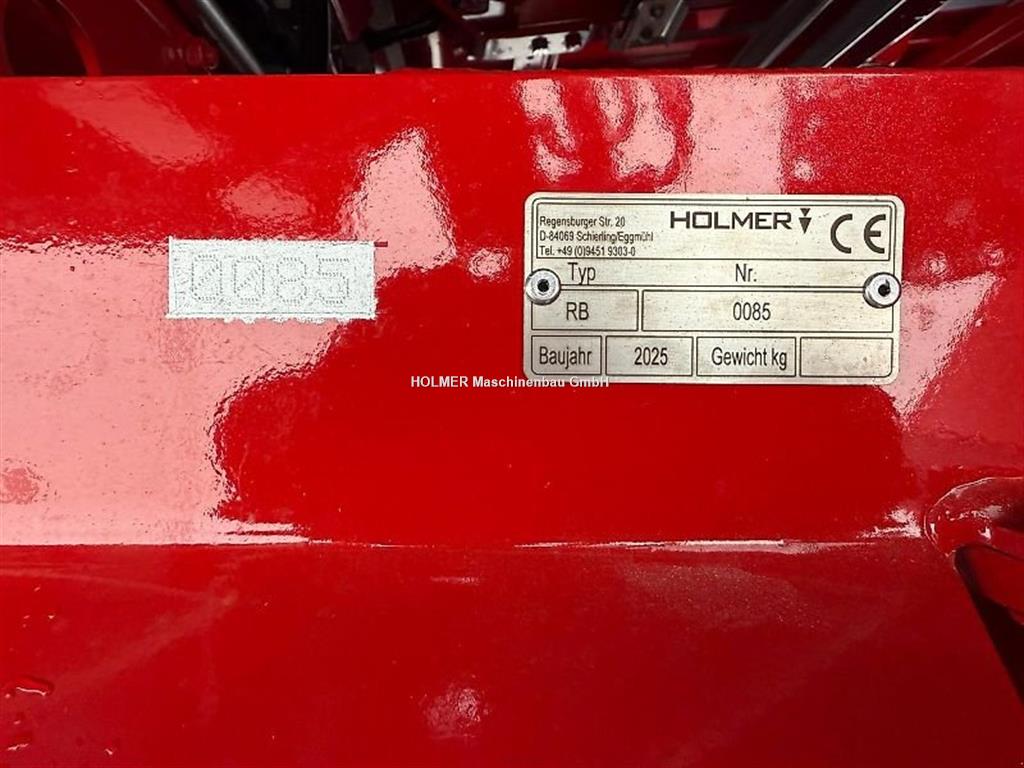 0085
Regensburger Str. 20
D-84069 Schierling/Eggmühl
Tel. +49 (0)9451 9303-0
HOLMER CE
Typ Nr.
RB 0085
Baujahr 2025 Gewicht kg
HOLMER Maschinenbau GmbH